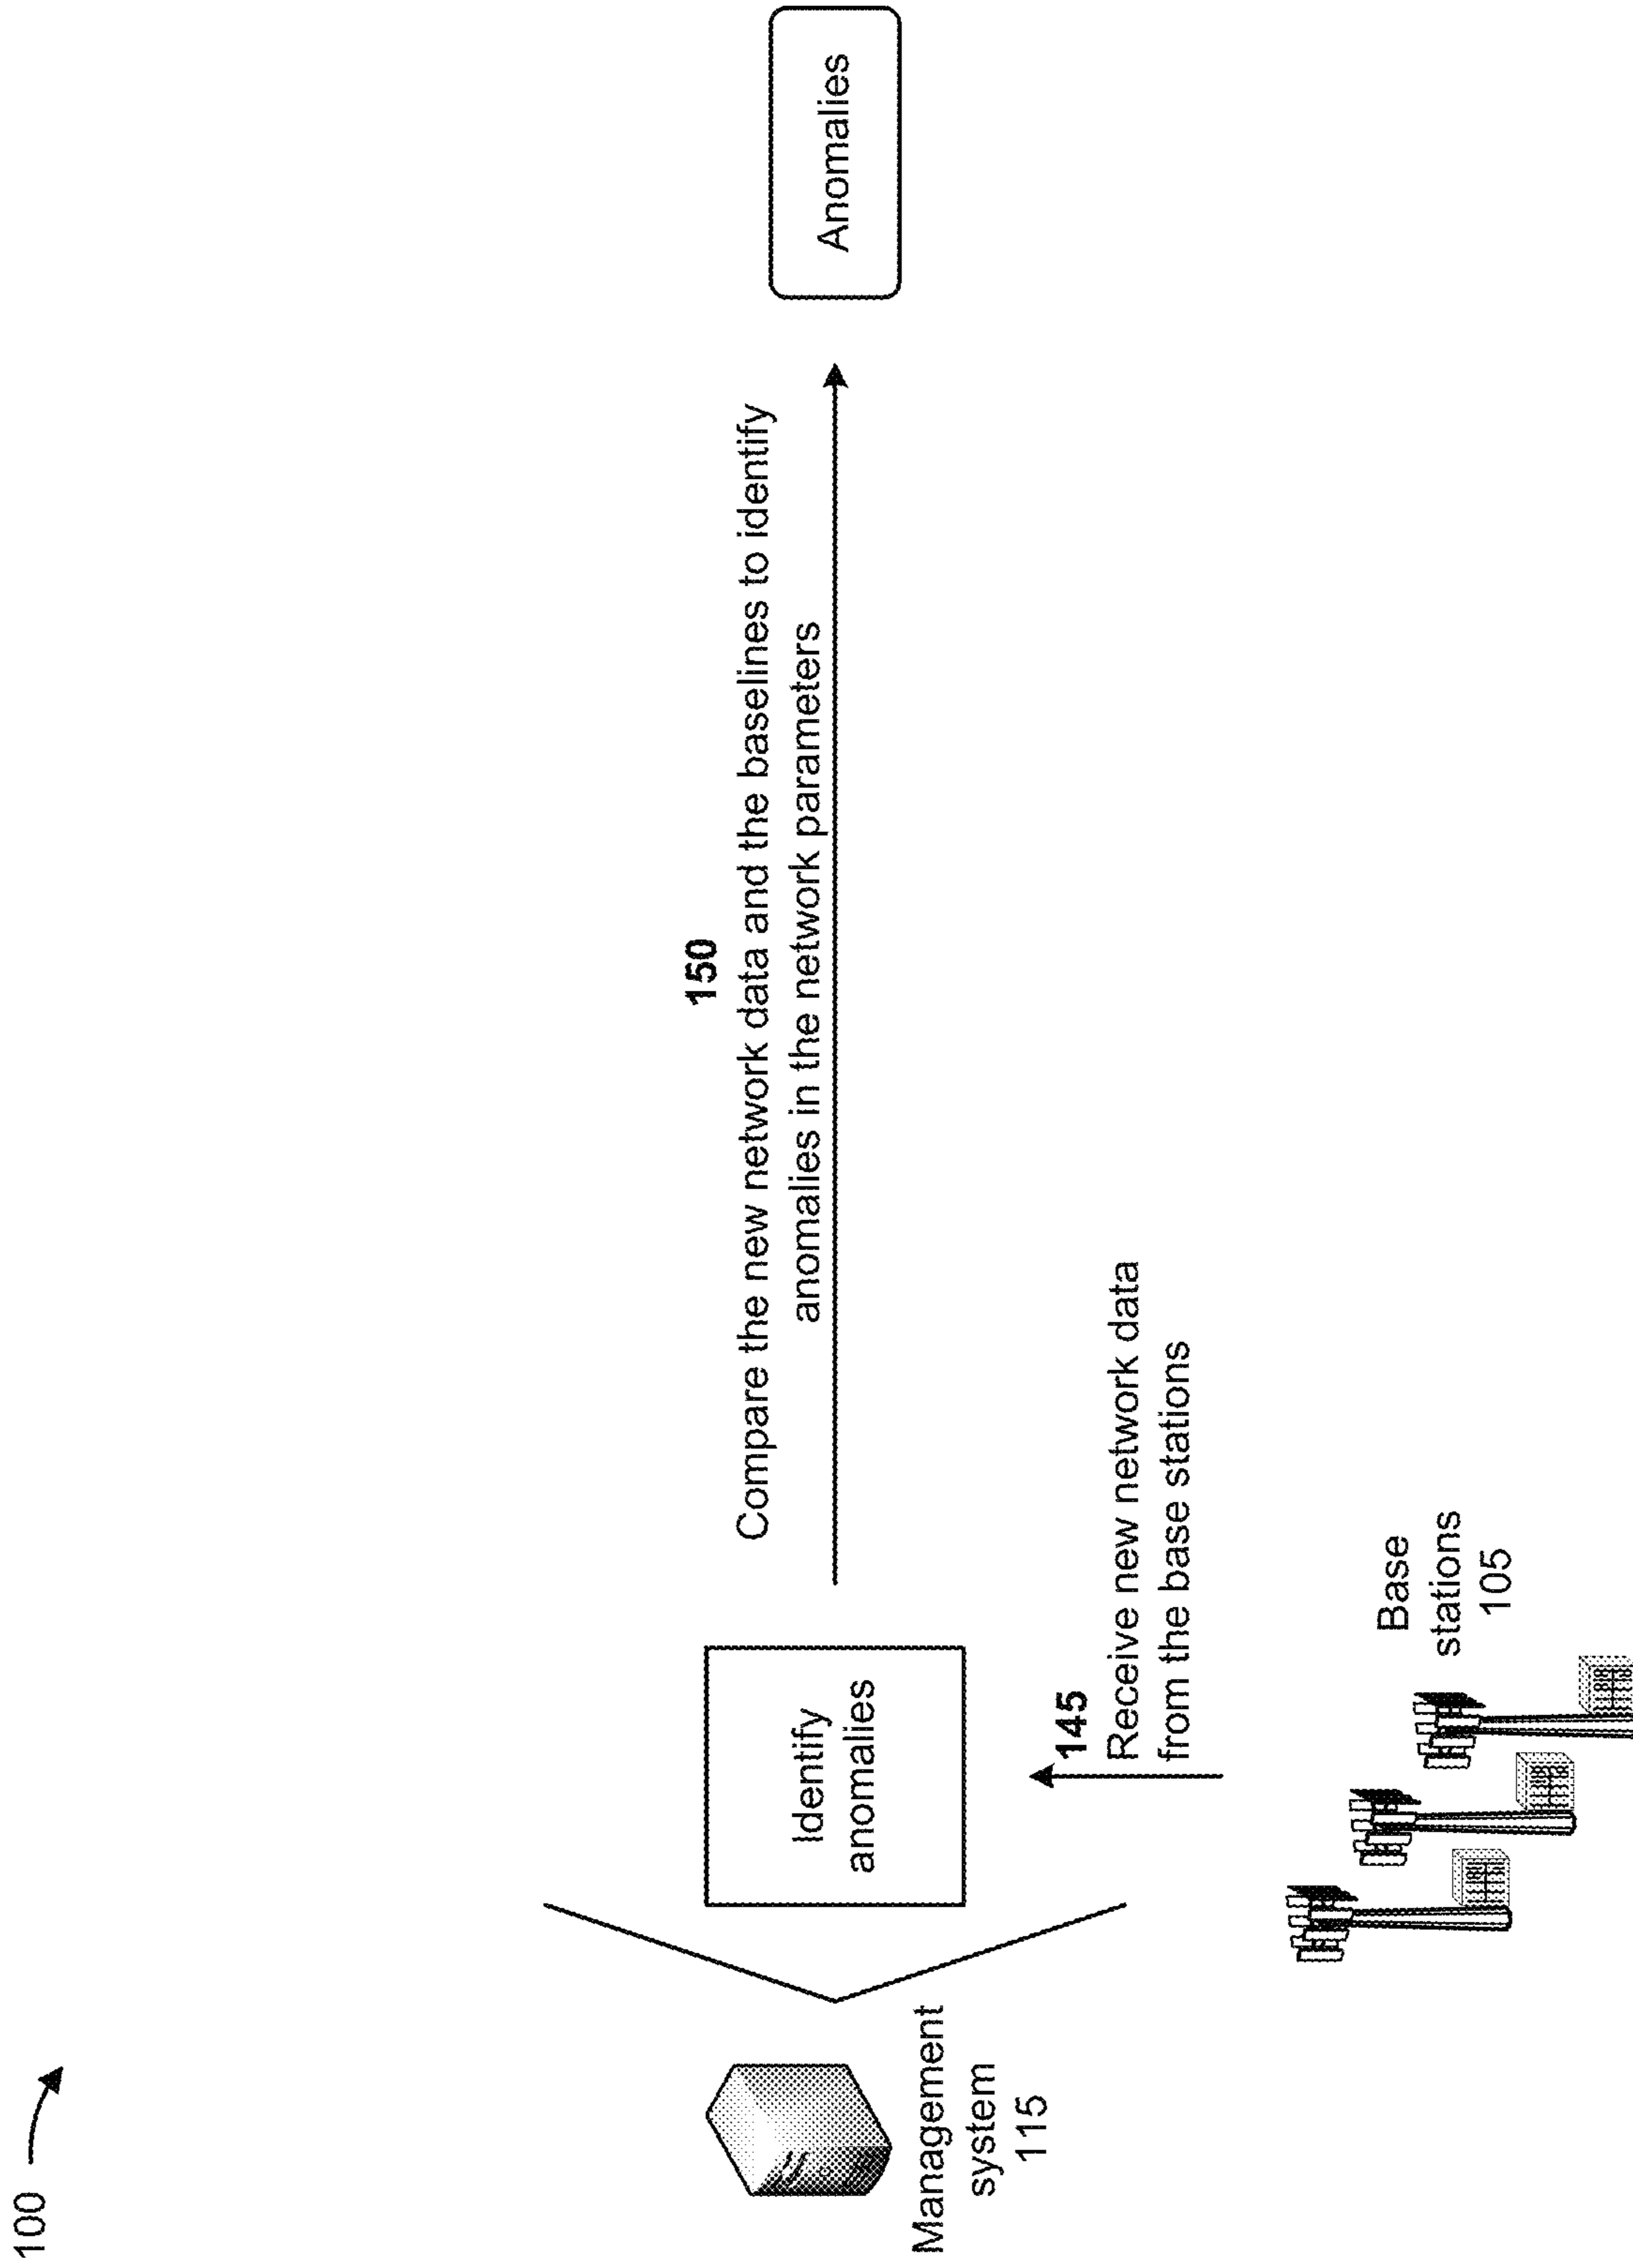 100
150
Compare the new network data and the baselines to identify
anomalies in the network parameters
Anomalies
Identify
anomalies
Management
system
115
145
Receive new network data
from the base stations
Base
stations
105